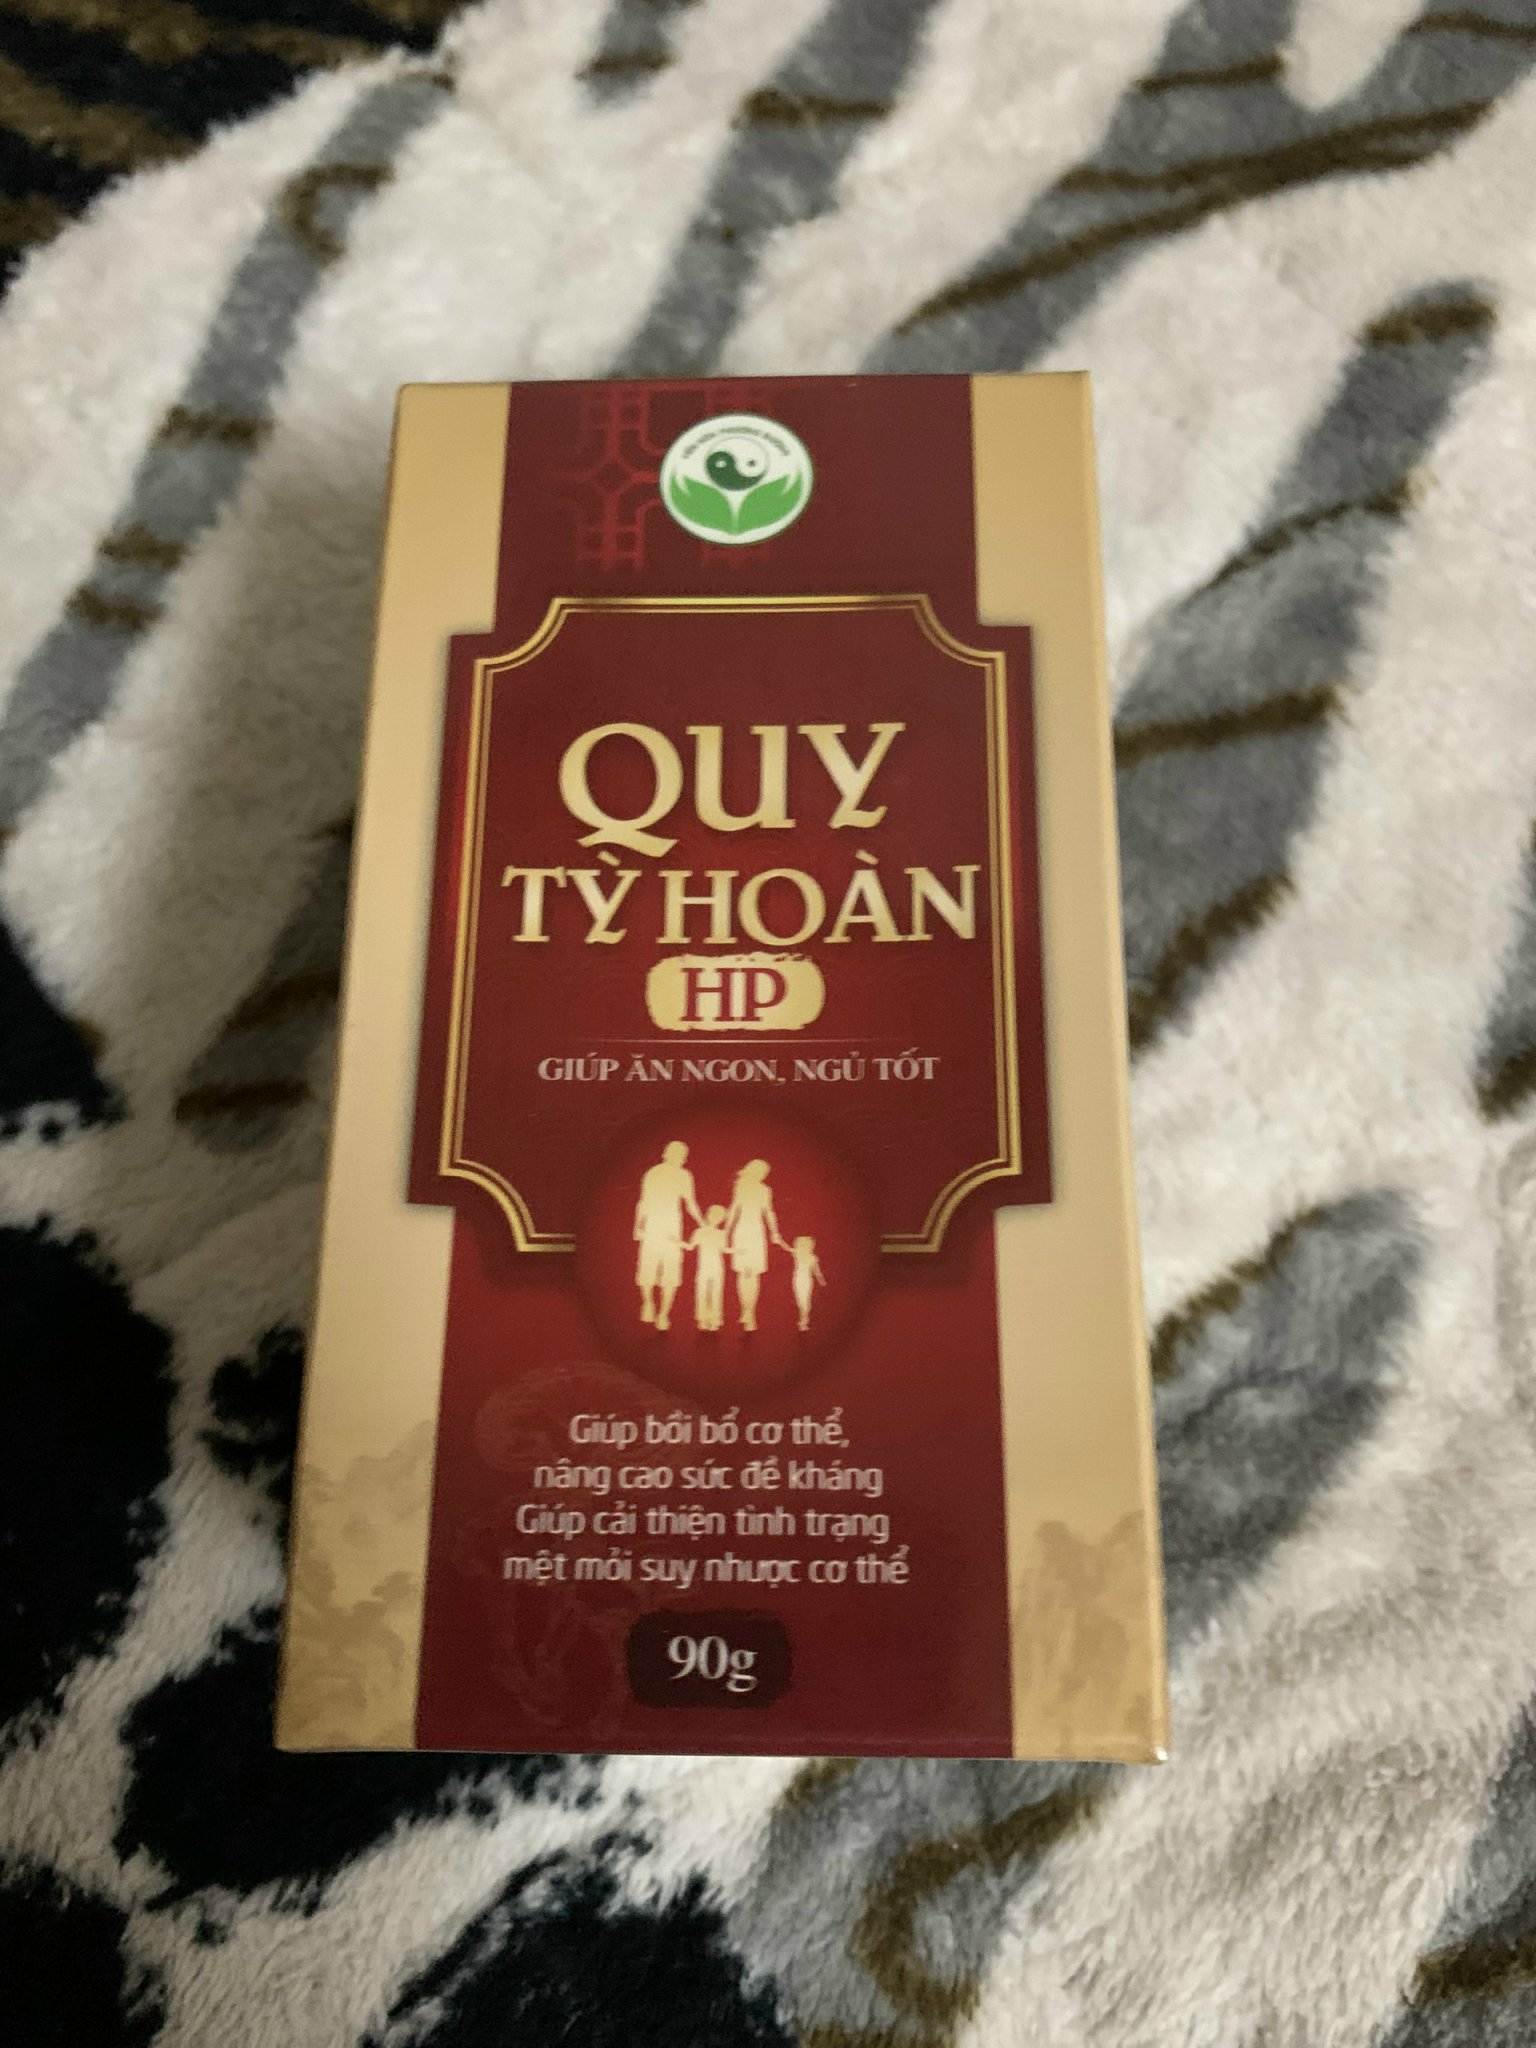 QUY
TỲ HOÀN
HP
GIÚP ĂN NGON, NGỦ TỐT
Giúp bồi bổ cơ thể,
nâng cao sức đề kháng
Giúp cải thiện tình trạng
mệt mỏi suy nhược cơ thể
90g